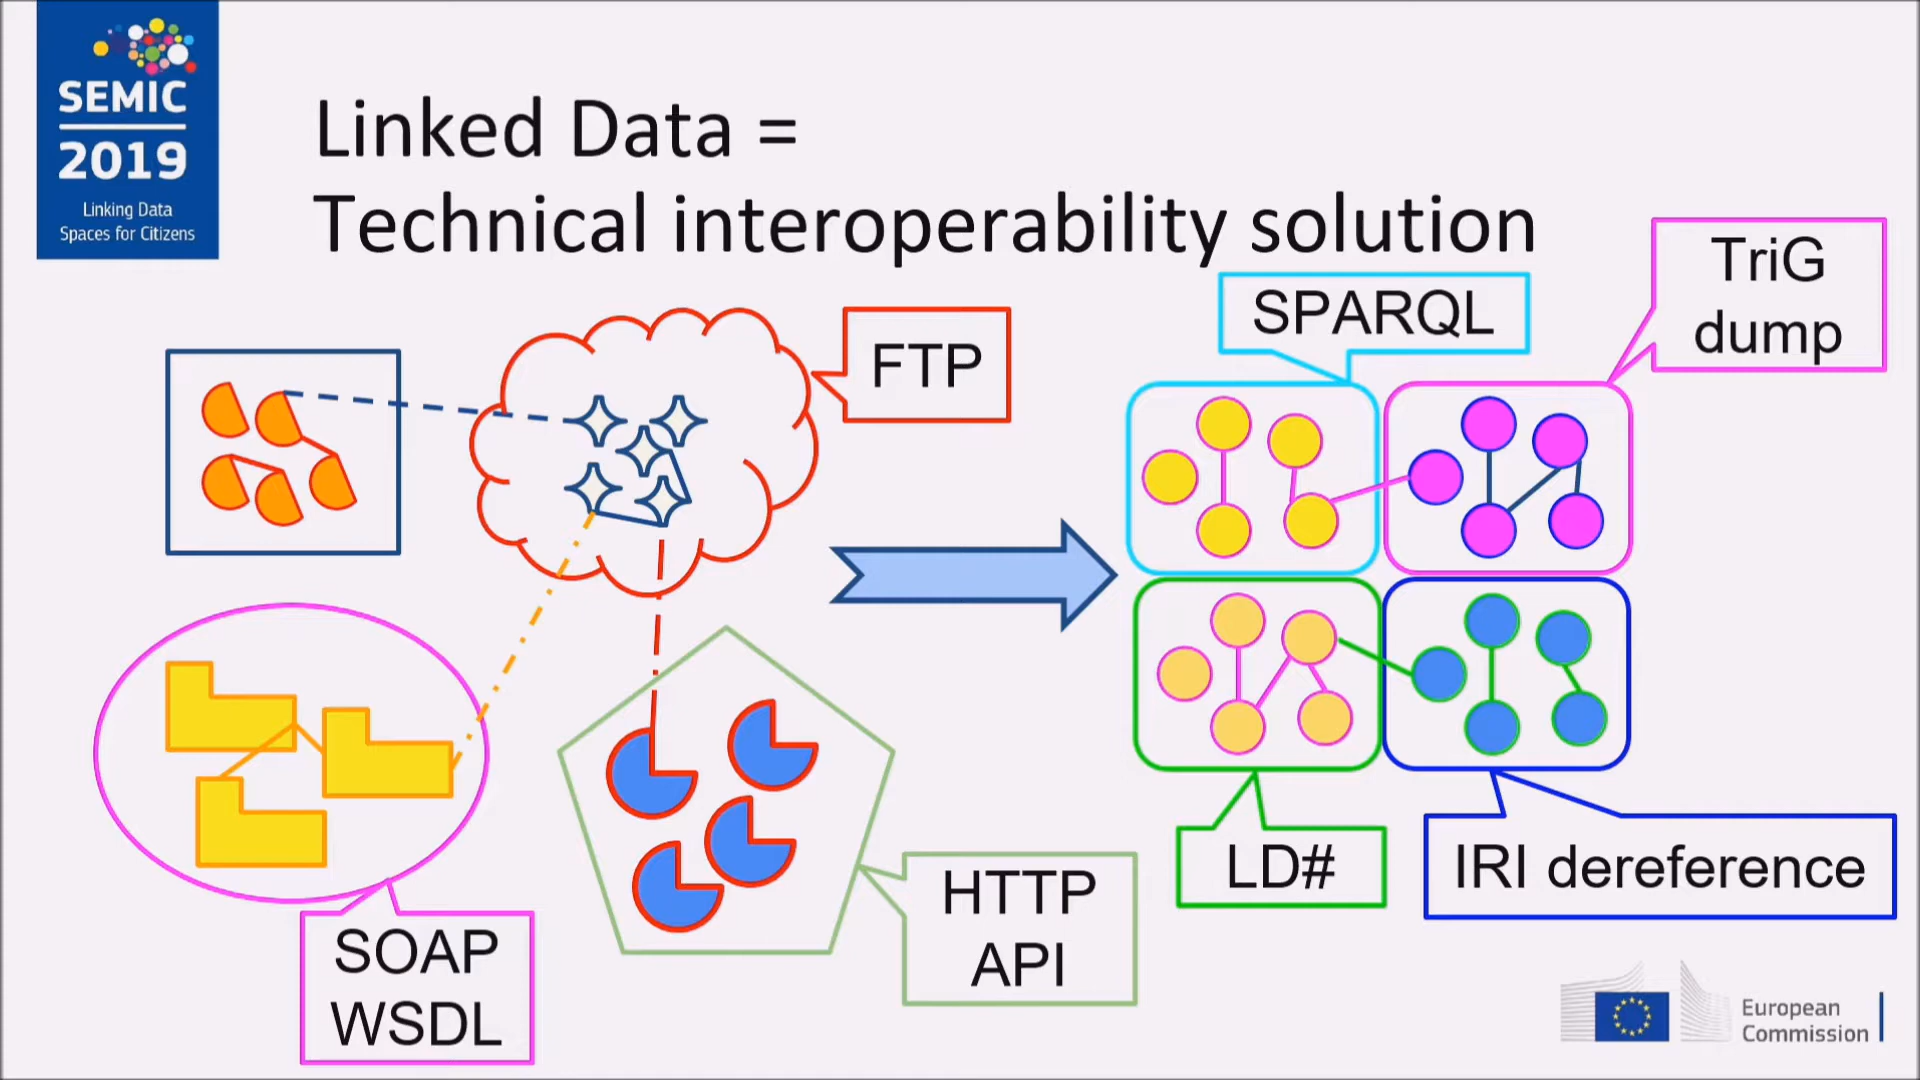 SEMIC
2019
Linking Data
Spaces for Citizens
Linked Data =
Technical interoperability solution
FTP
SPARQL
TriG
dump
SOAP
WSDL
HTTP
API
LD#
IRI dereference
European
Commission